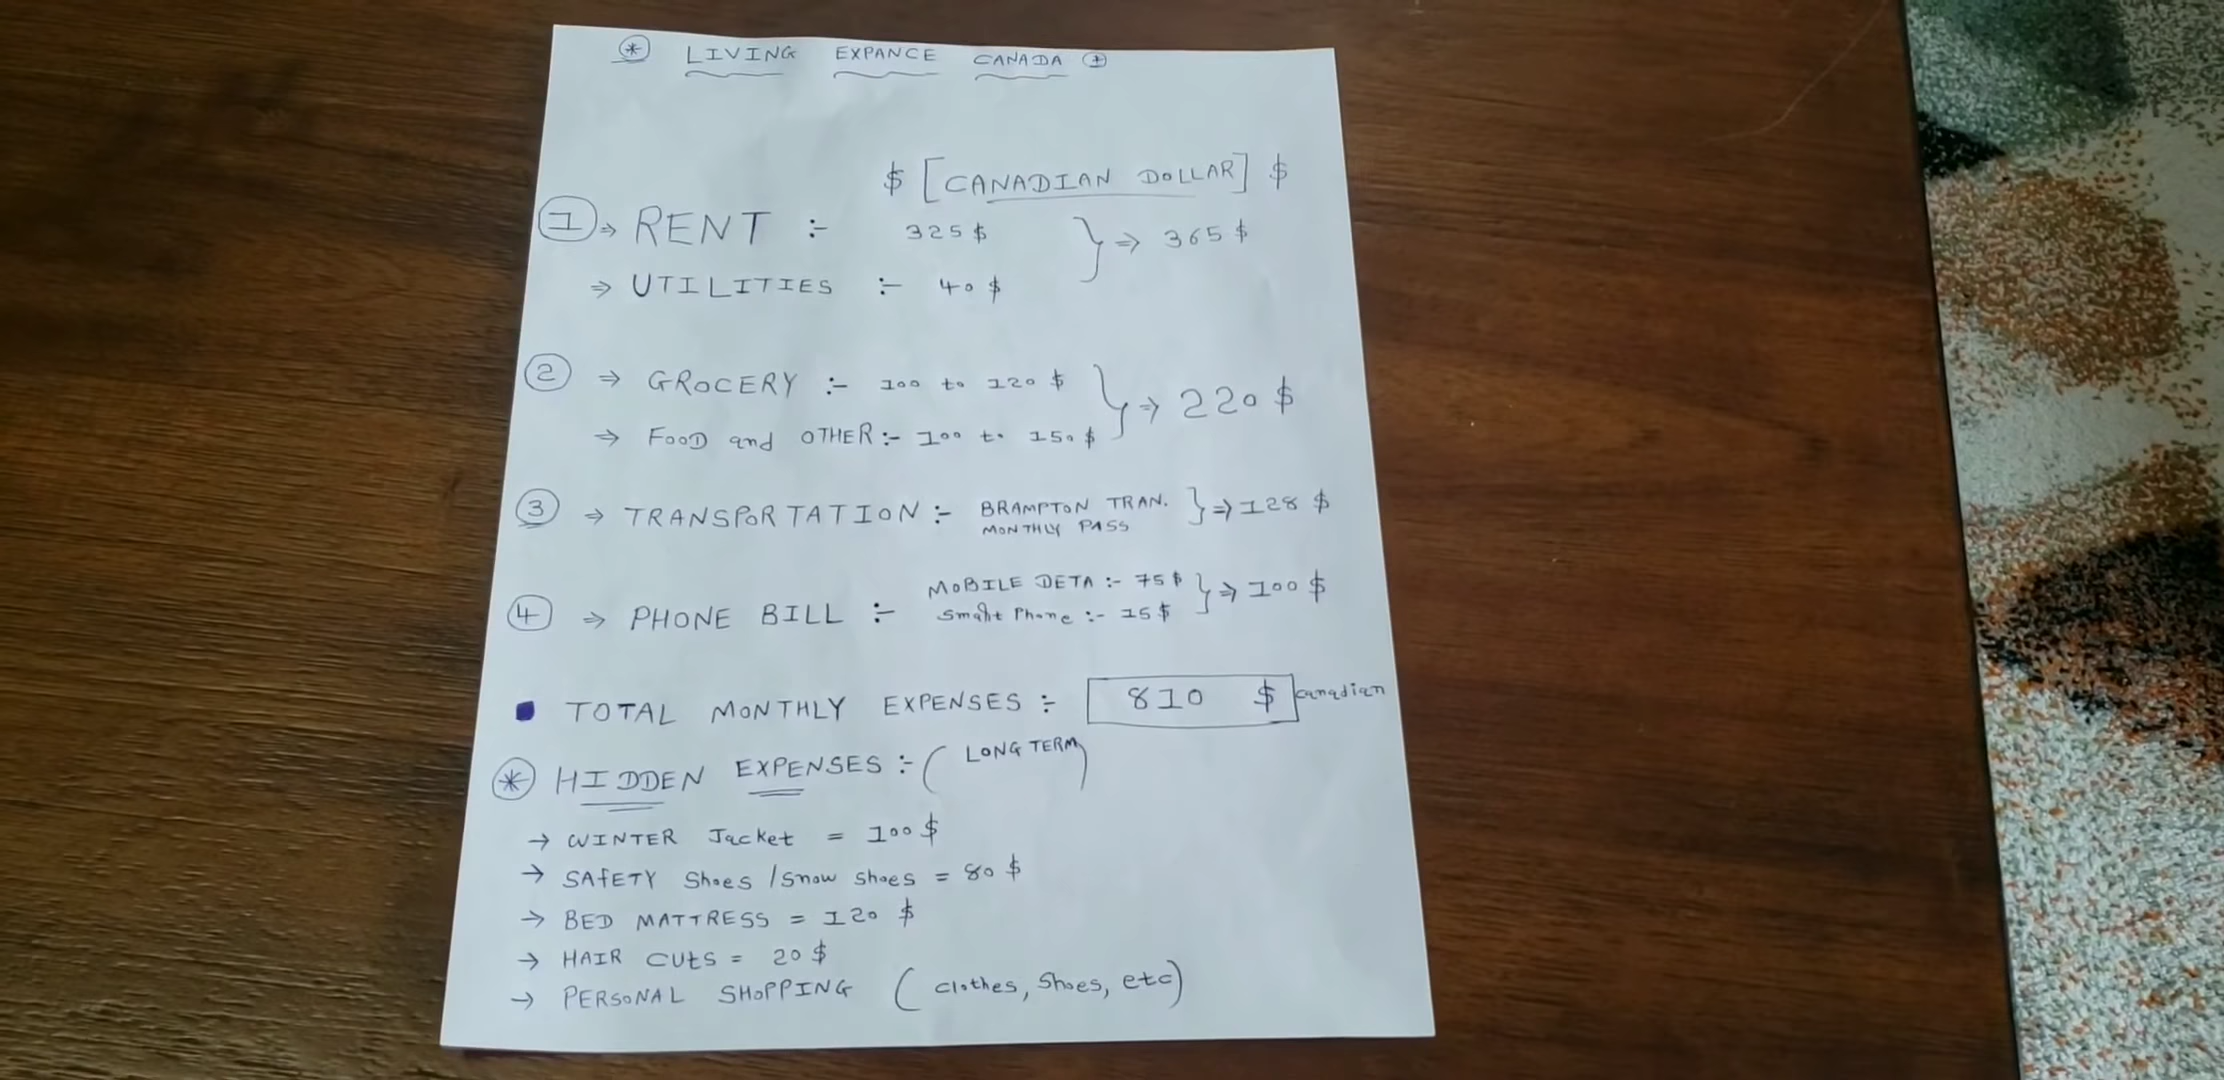 * LIVING EXPANCE CANADA *
$ [CANADIAN DOLLAR] $
1 ⇒ RENT :- 325 $ } ⇒ 365 $
⇒ UTILITIES :- 40 $
2 ⇒ GROCERY :- 100 to 120 $ } ⇒ 220 $
⇒ FOOD and OTHER :- 100 to 150 $
3 ⇒ TRANSPORTATION :- BRAMPTON TRAN. } ⇒ 128 $
MONTHLY PASS
MOBILE DETA :- 75 $ } ⇒ 100 $
4 ⇒ PHONE BILL :- Smart Phone :- 25 $
TOTAL MONTHLY EXPENSES :- 810 $ canadian
* HIDDEN EXPENSES :- ( LONG TERM )
→ WINTER Jacket = 100 $
→ SAFETY Shoes / Snow Shoes = 80 $
→ BED MATTRESS = 120 $
→ HAIR CUtS = 20 $
→ PERSONAL SHOPPING ( clothes, Shoes, etc )